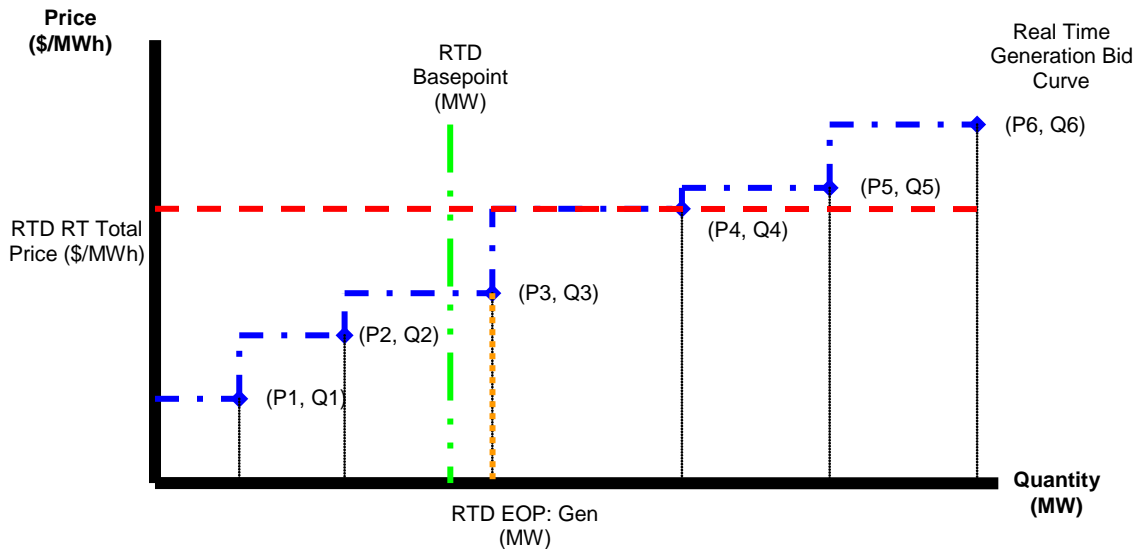 Price
($/MWh)
RTD
Basepoint
(MW)
Real Time
Generation Bid
Curve
(P6, Q6)
(P5, Q5)
RTD RT Total
Price ($/MWh)
(P4, Q4)
(P3, Q3)
(P2, Q2)
(P1, Q1)
Quantity
(MW)
RTD EOP: Gen
(MW)